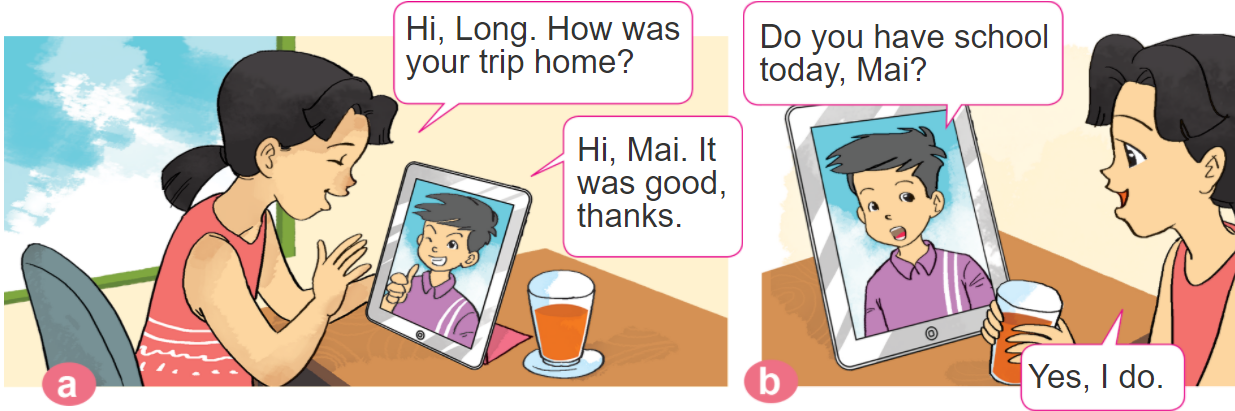 Hi, Long. How was
your trip home?
Hi, Mai. It
was good,
thanks.
a
Do you have school
today, Mai?
Yes, I do.
b